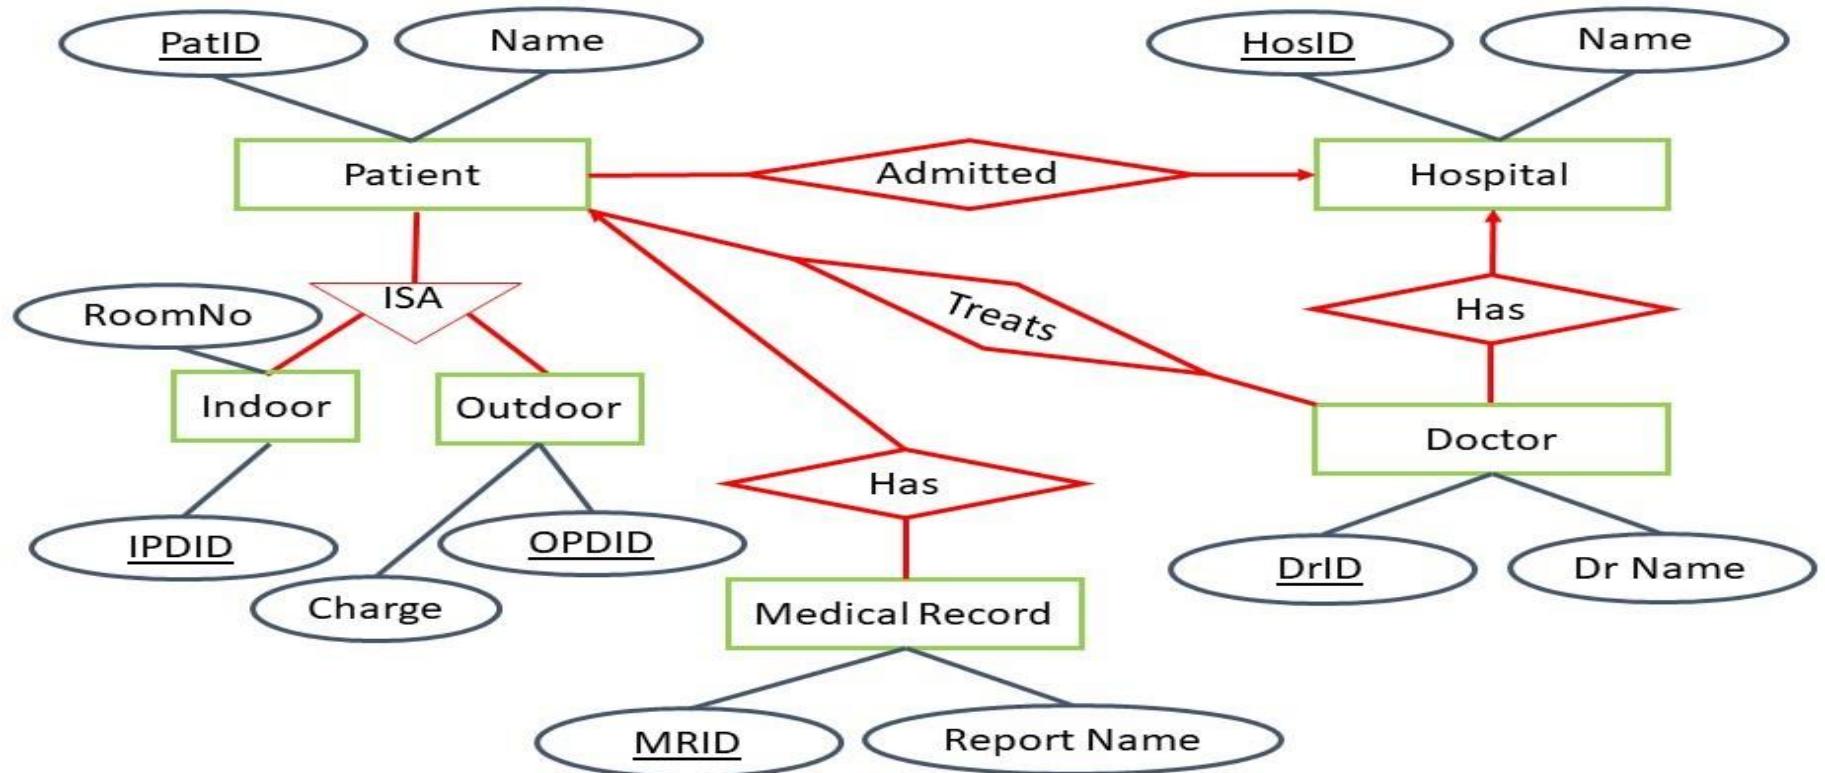 PatID
Name
HosID
Name
Patient
Admitted
Hospital
ISA
RoomNo
Treats
Has
Indoor
Outdoor
Doctor
Has
IPDID
OPDID
Charge
DrID
Dr Name
Medical Record
MRID
Report Name